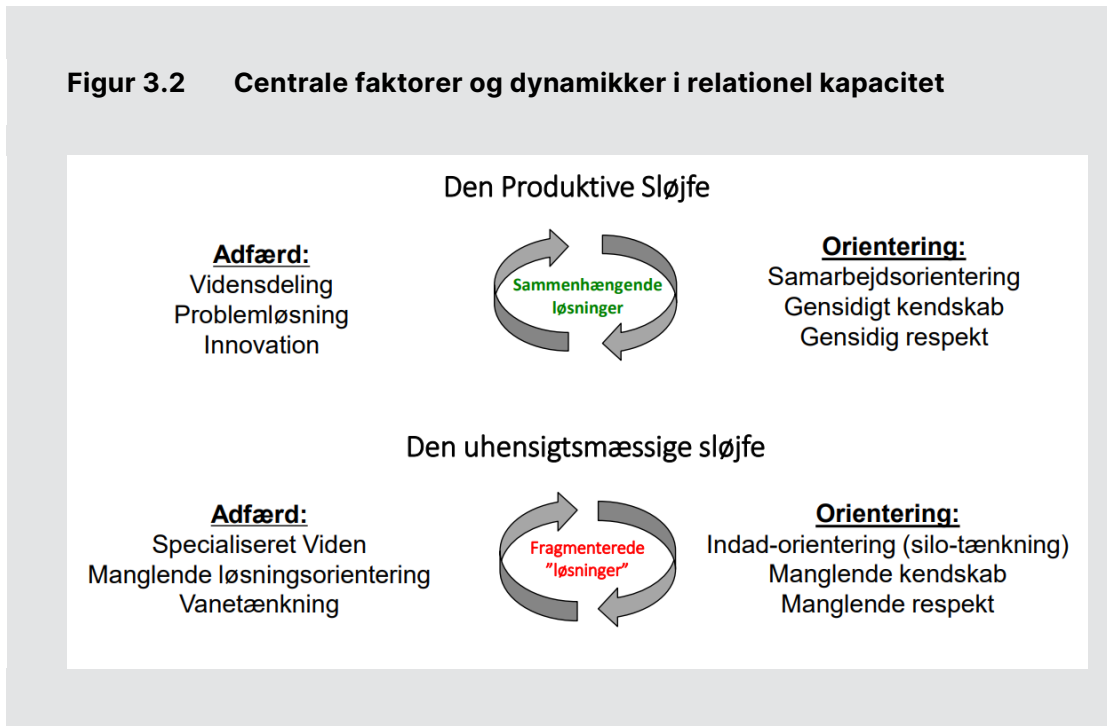 Figur 3.2 Centrale faktorer og dynamikker i relationel kapacitet
Den Produktive Sløjfe
Adfærd:
Vidensdeling
Problemløsning
Innovation
Sammenhængende
løsninger
Orientering:
Samarbejdsorientering
Gensidigt kendskab
Gensidig respekt
Den uhensigtsmæssige sløjfe
Adfærd:
Specialiseret Viden
Manglende løsningsorientering
Vanetænkning
Fragmenterede
”løsninger”
Orientering:
Indad-orientering (silo-tænkning)
Manglende kendskab
Manglende respekt